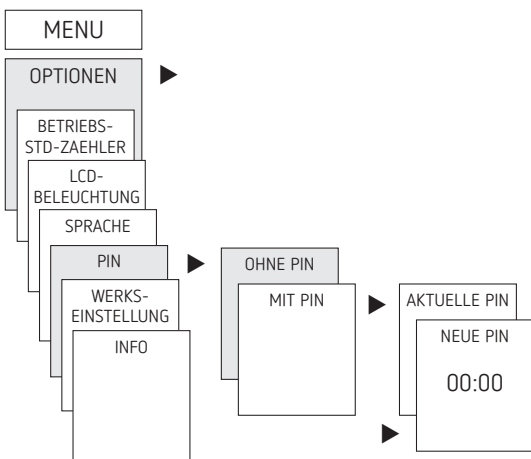 MENU
OPTIONEN
BETRIEBS-
STD-ZAEHLER
LCD-
BELEUCHTUNG
SPRACHE
PIN
WERKS-
EINSTELLUNG
INFO
OHNE PIN
MIT PIN
AKTUELLE PIN
NEUE PIN
00:00